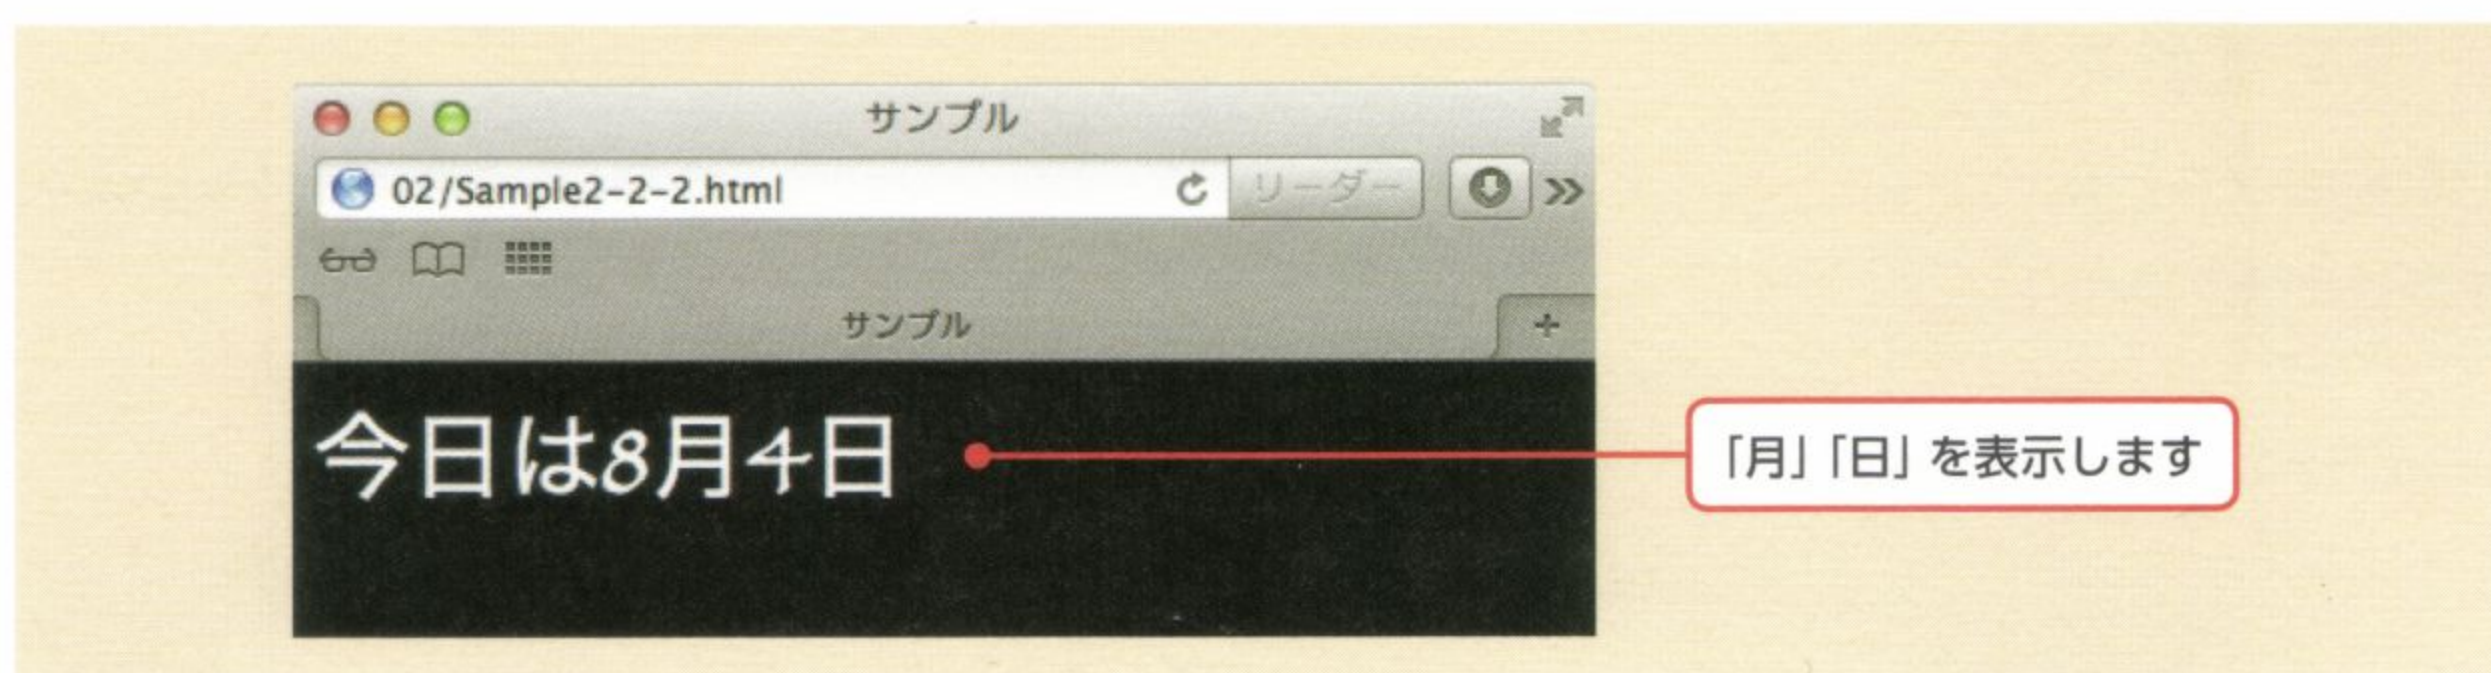 サンプル
02/Sample2-2-2.html
リーダー
サンプル
今日は8月4日
「月」「日」を表示します